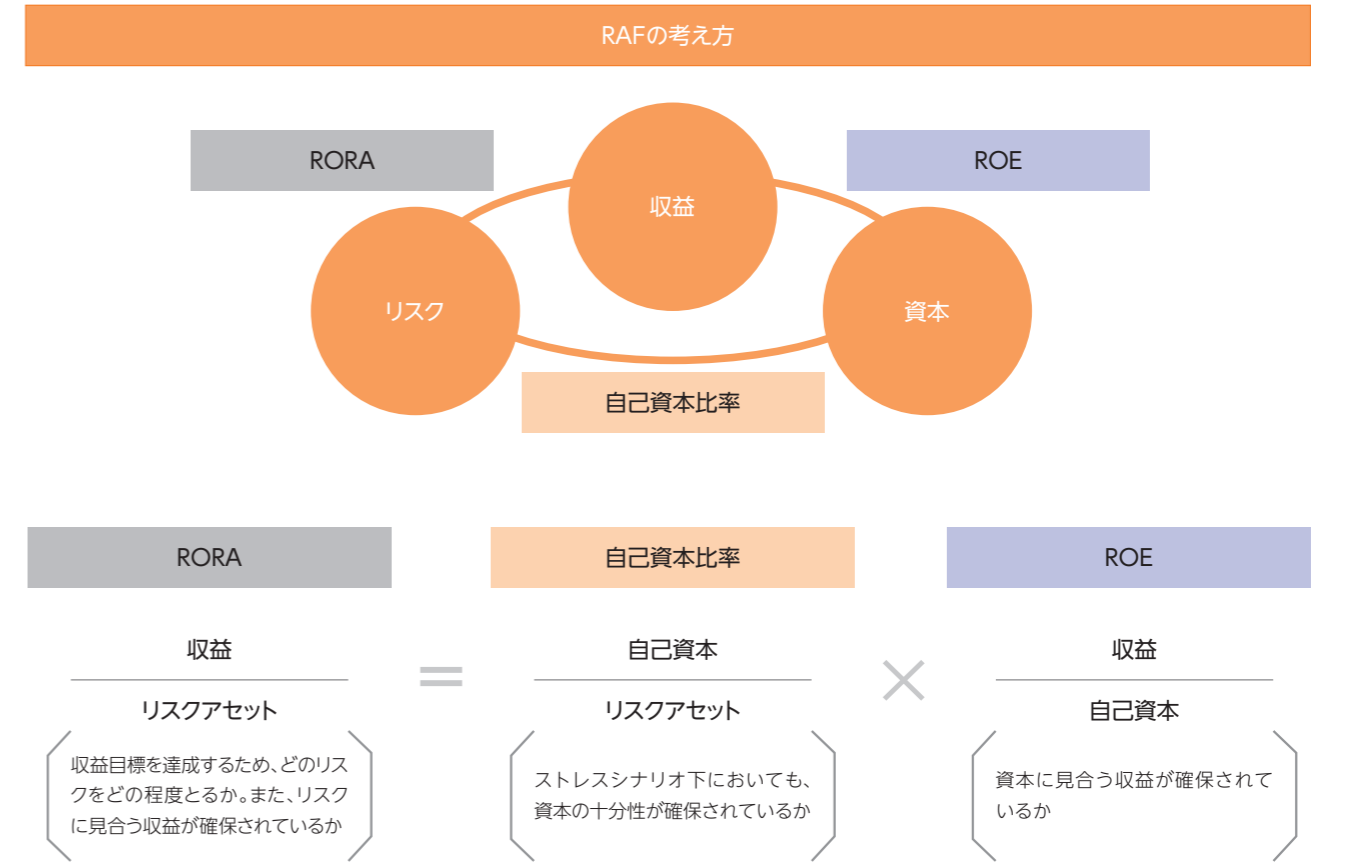 RAFの考え方
RORA
収益
ROE
リスク
資本
自己資本比率
RORA
自己資本比率
ROE
収益
リスクアセット
収益目標を達成するため、どのリス
クをどの程度とるか。また、リスク
に見合う収益が確保されているか
=
自己資本
リスクアセット
ストレスシナリオ下においても、
資本の十分性が確保されているか
×
収益
自己資本
資本に見合う収益が確保されて
いるか